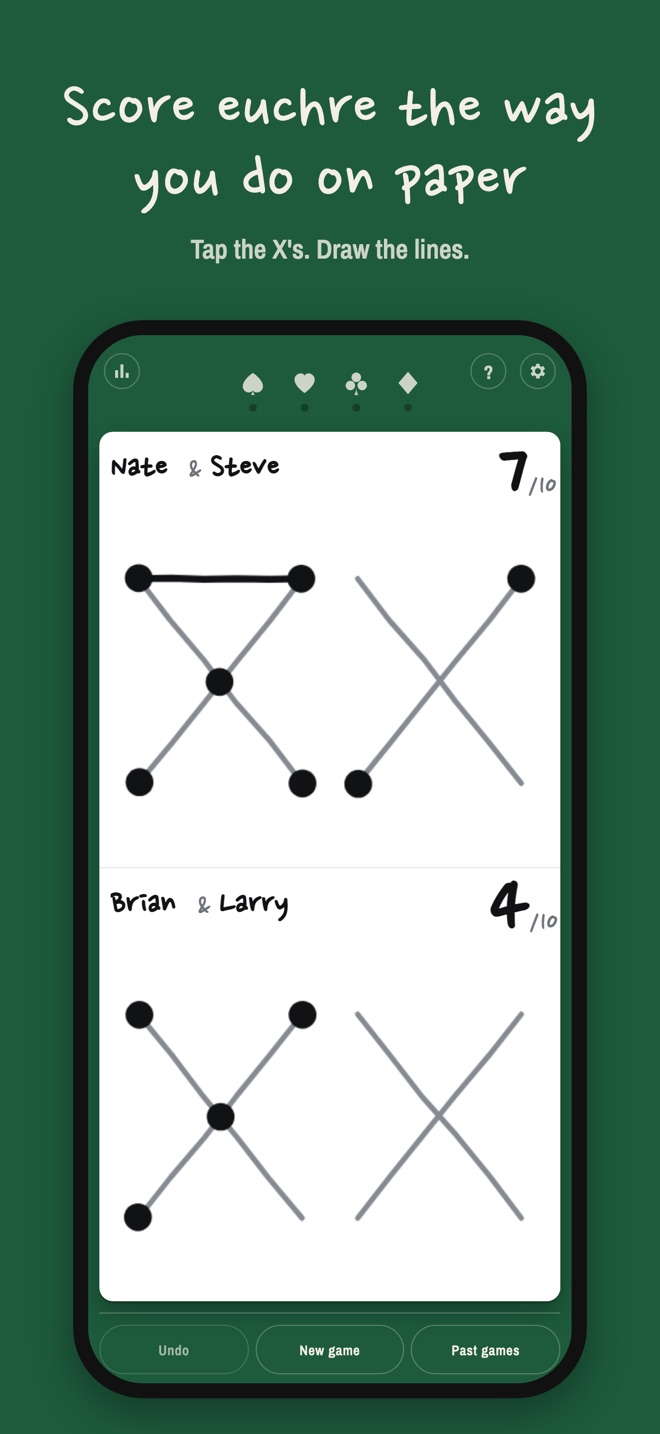 Score euchre the way
you do on paper
Tap the X's. Draw the lines.
?
Nate & Steve 7/10
Brian & Larry 4/10
Undo New game Past games